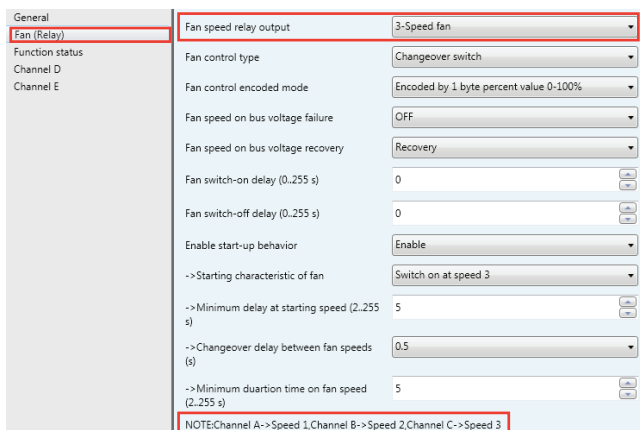 General
Fan (Relay)
Function status
Channel D
Channel E
Fan speed relay output
3-Speed fan
Fan control type
Changeover switch
Fan control encoded mode
Encoded by 1 byte percent value 0-100%
Fan speed on bus voltage failure
OFF
Fan speed on bus voltage recovery
Recovery
Fan switch-on delay (0..255 s)
0
Fan switch-off delay (0..255 s)
0
Enable start-up behavior
Enable
->Starting characteristic of fan
Switch on at speed 3
->Minimum delay at starting speed (2..255
s)
5
->Changeover delay between fan speeds
(s)
0.5
->Minimum duartion time on fan speed
(2..255 s)
5
NOTE:Channel A->Speed 1,Channel B->Speed 2,Channel C->Speed 3